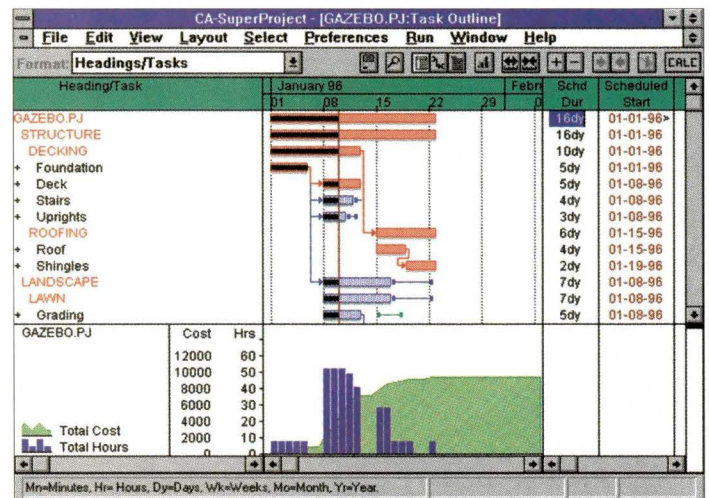 CA-SuperProject - [GAZEBO.PJ:Task Outline]
File Edit View Layout Select Preferences Run Window Help
Format: Headings/Tasks CALC
Heading/Task January 96 Febr Schd Scheduled
01 08 15 22 29 0 Dur Start
GAZEBO.PJ 16dy 01-01-96>
STRUCTURE 16dy 01-01-96
DECKING 10dy 01-01-96
+ Foundation 5dy 01-01-96
+ Deck 5dy 01-08-96
+ Stairs 4dy 01-08-96
+ Uprights 3dy 01-08-96
ROOFING 6dy 01-15-96
+ Roof 4dy 01-15-96
+ Shingles 2dy 01-19-96
LANDSCAPE 7dy 01-08-96
LAWN 7dy 01-08-96
+ Grading 5dy 01-08-96
GAZEBO.PJ Cost Hrs
12000 60
10000 50
8000 40
6000 30
4000 20
Total Cost
2000 10
Total Hours
0 0
Mn=Minutes, Hr= Hours, Dy=Days, Wk=Weeks, Mo=Month, Yr=Year.